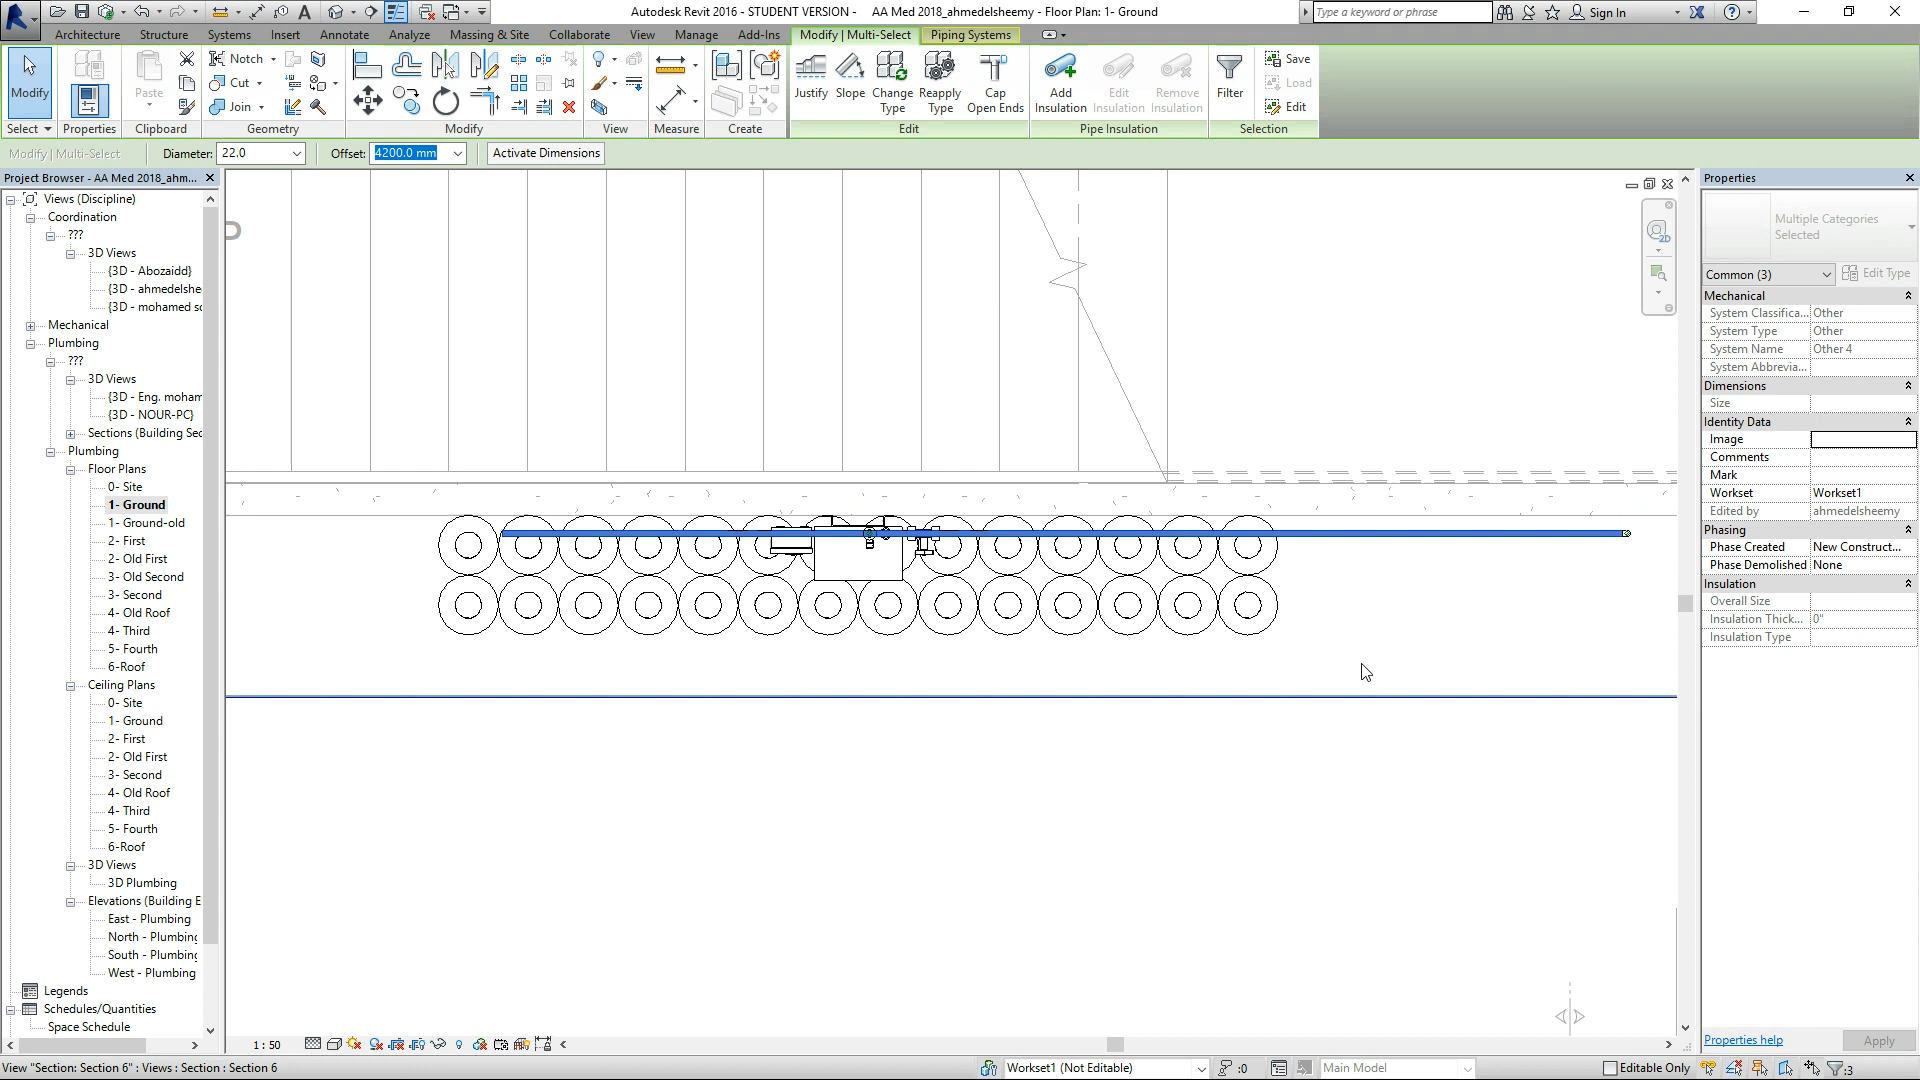 Autodesk Revit 2016 - STUDENT VERSION - AA Med 2018_ahmedelsheemy - Floor Plan: 1- Ground
Type a keyword or phrase
Sign In
Architecture Structure Systems Insert Annotate Analyze Massing & Site Collaborate View Manage Add-Ins Modify | Multi-Select Piping Systems
Modify
Paste
Notch
Cut
Join
Justify Slope Change Type Reapply Type Cap Open Ends Add Insulation Edit Insulation Remove Insulation Filter
Save
Load
Edit
Select Properties Clipboard Geometry Modify View Measure Create Edit Pipe Insulation Selection
Modify | Multi-Select Diameter: 22.0 Offset: 4200.0 mm Activate Dimensions
Project Browser - AA Med 2018_ahm...
Views (Discipline)
Coordination
???
3D Views
{3D - Abozaidd}
{3D - ahmedelshe
{3D - mohamed so
Mechanical
Plumbing
???
3D Views
{3D - Eng. moham
{3D - NOUR-PC}
Sections (Building Sec
Plumbing
Floor Plans
0- Site
1- Ground
1- Ground-old
2- First
2- Old First
3- Old Second
3- Second
4- Old Roof
4- Third
5- Fourth
6-Roof
Ceiling Plans
0- Site
1- Ground
2- First
2- Old First
3- Second
4- Old Roof
4- Third
5- Fourth
6-Roof
3D Views
3D Plumbing
Elevations (Building E
East - Plumbing
North - Plumbing
South - Plumbing
West - Plumbing
Legends
Schedules/Quantities
Space Schedule
2D
Properties
Multiple Categories Selected
Common (3) Edit Type
Mechanical
System Classifica... Other
System Type Other
System Name Other 4
System Abbrevia...
Dimensions
Size
Identity Data
Image
Comments
Mark
Workset Workset1
Edited by ahmedelsheemy
Phasing
Phase Created New Construct...
Phase Demolished None
Insulation
Overall Size
Insulation Thick... 0"
Insulation Type
Properties help Apply
1 : 50
View "Section: Section 6" : Views : Section : Section 6
Workset1 (Not Editable)
:0
Main Model
Editable Only
:3